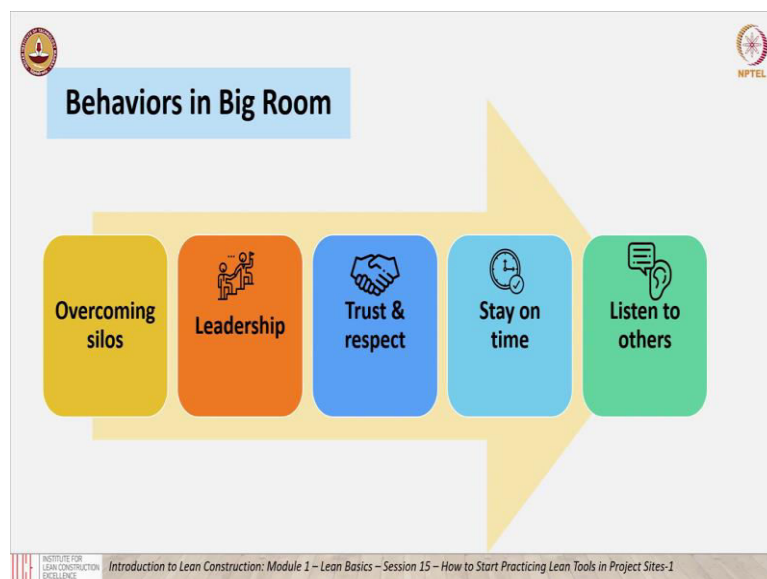 NPTEL
Behaviors in Big Room
Overcoming
silos
Leadership
Trust &
respect
Stay on
time
Listen to
others
INSTITUTE FOR
LEAN CONSTRUCTION
EXCELLENCE
Introduction to Lean Construction: Module 1 – Lean Basics – Session 15 – How to Start Practicing Lean Tools in Project Sites-1